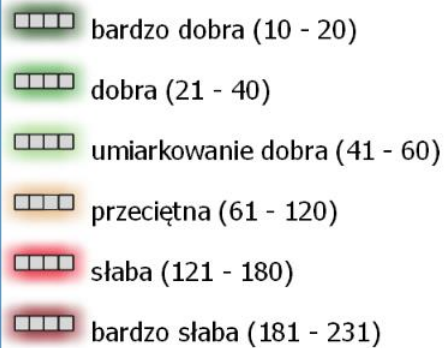 bardzo dobra (10 - 20)
dobra (21 - 40)
umiarkowanie dobra (41 - 60)
przeciętna (61 - 120)
słaba (121 - 180)
bardzo słaba (181 - 231)